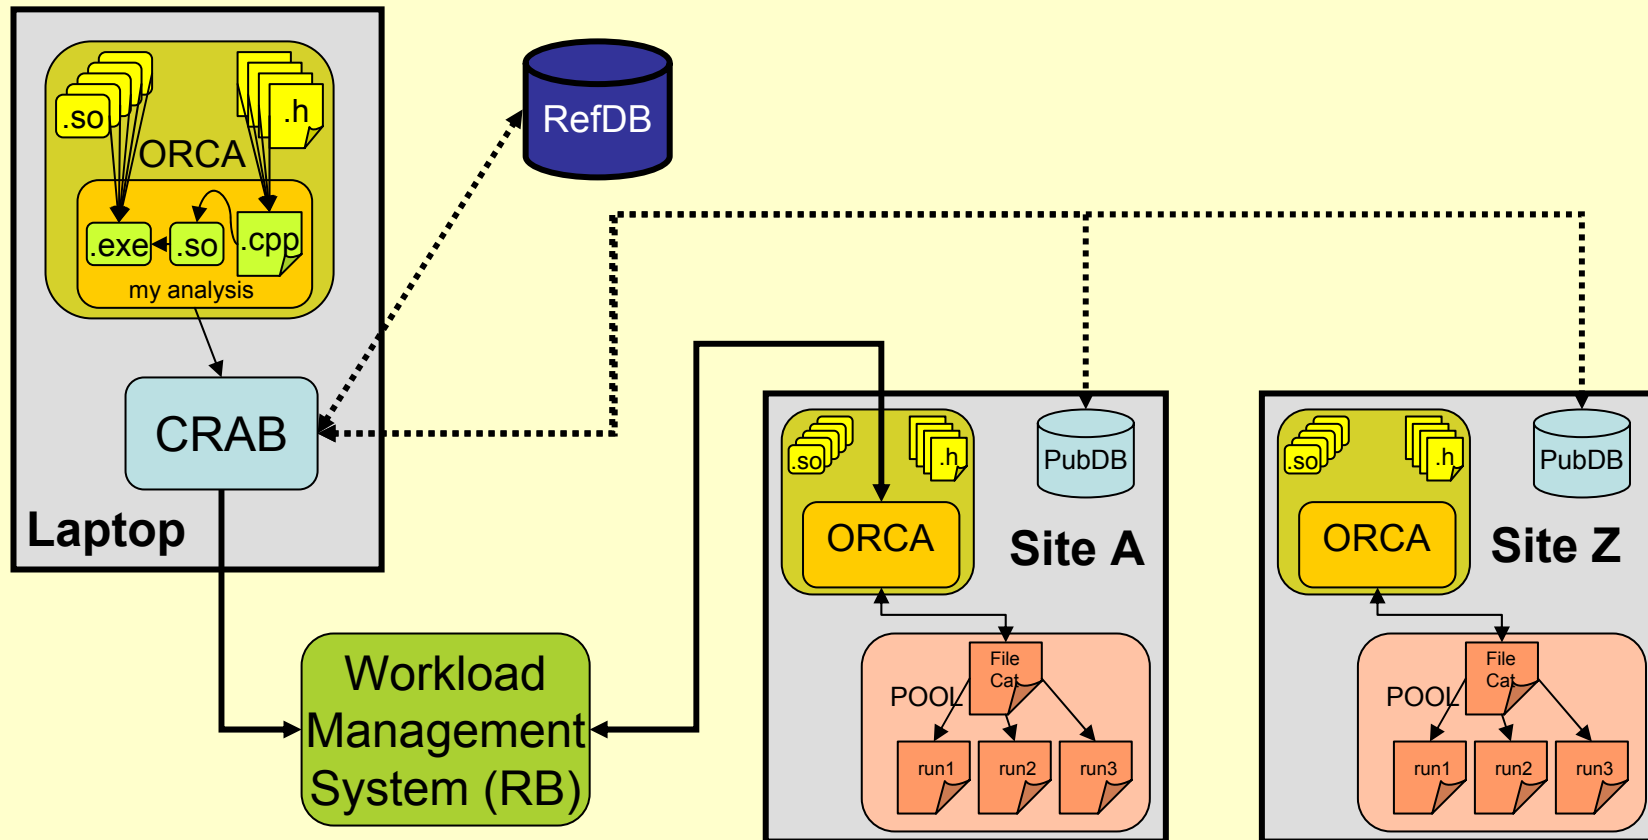 .so
.h
ORCA
.exe
.so
.cpp
my analysis
CRAB
Laptop
RefDB
Workload
Management
System (RB)
.so
.h
PubDB
ORCA
Site A
File
Cat
POOL
run1
run2
run3
.so
.h
PubDB
ORCA
Site Z
File
Cat
POOL
run1
run2
run3